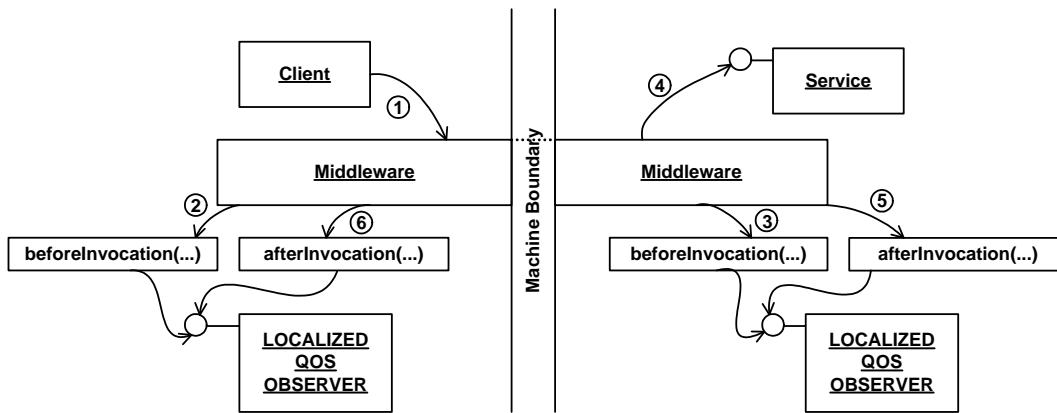 Client
Service
1
4
Machine Boundary
Middleware
Middleware
2
6
3
5
beforeInvocation(...)
afterInvocation(...)
beforeInvocation(...)
afterInvocation(...)
LOCALIZED
QOS
OBSERVER
LOCALIZED
QOS
OBSERVER